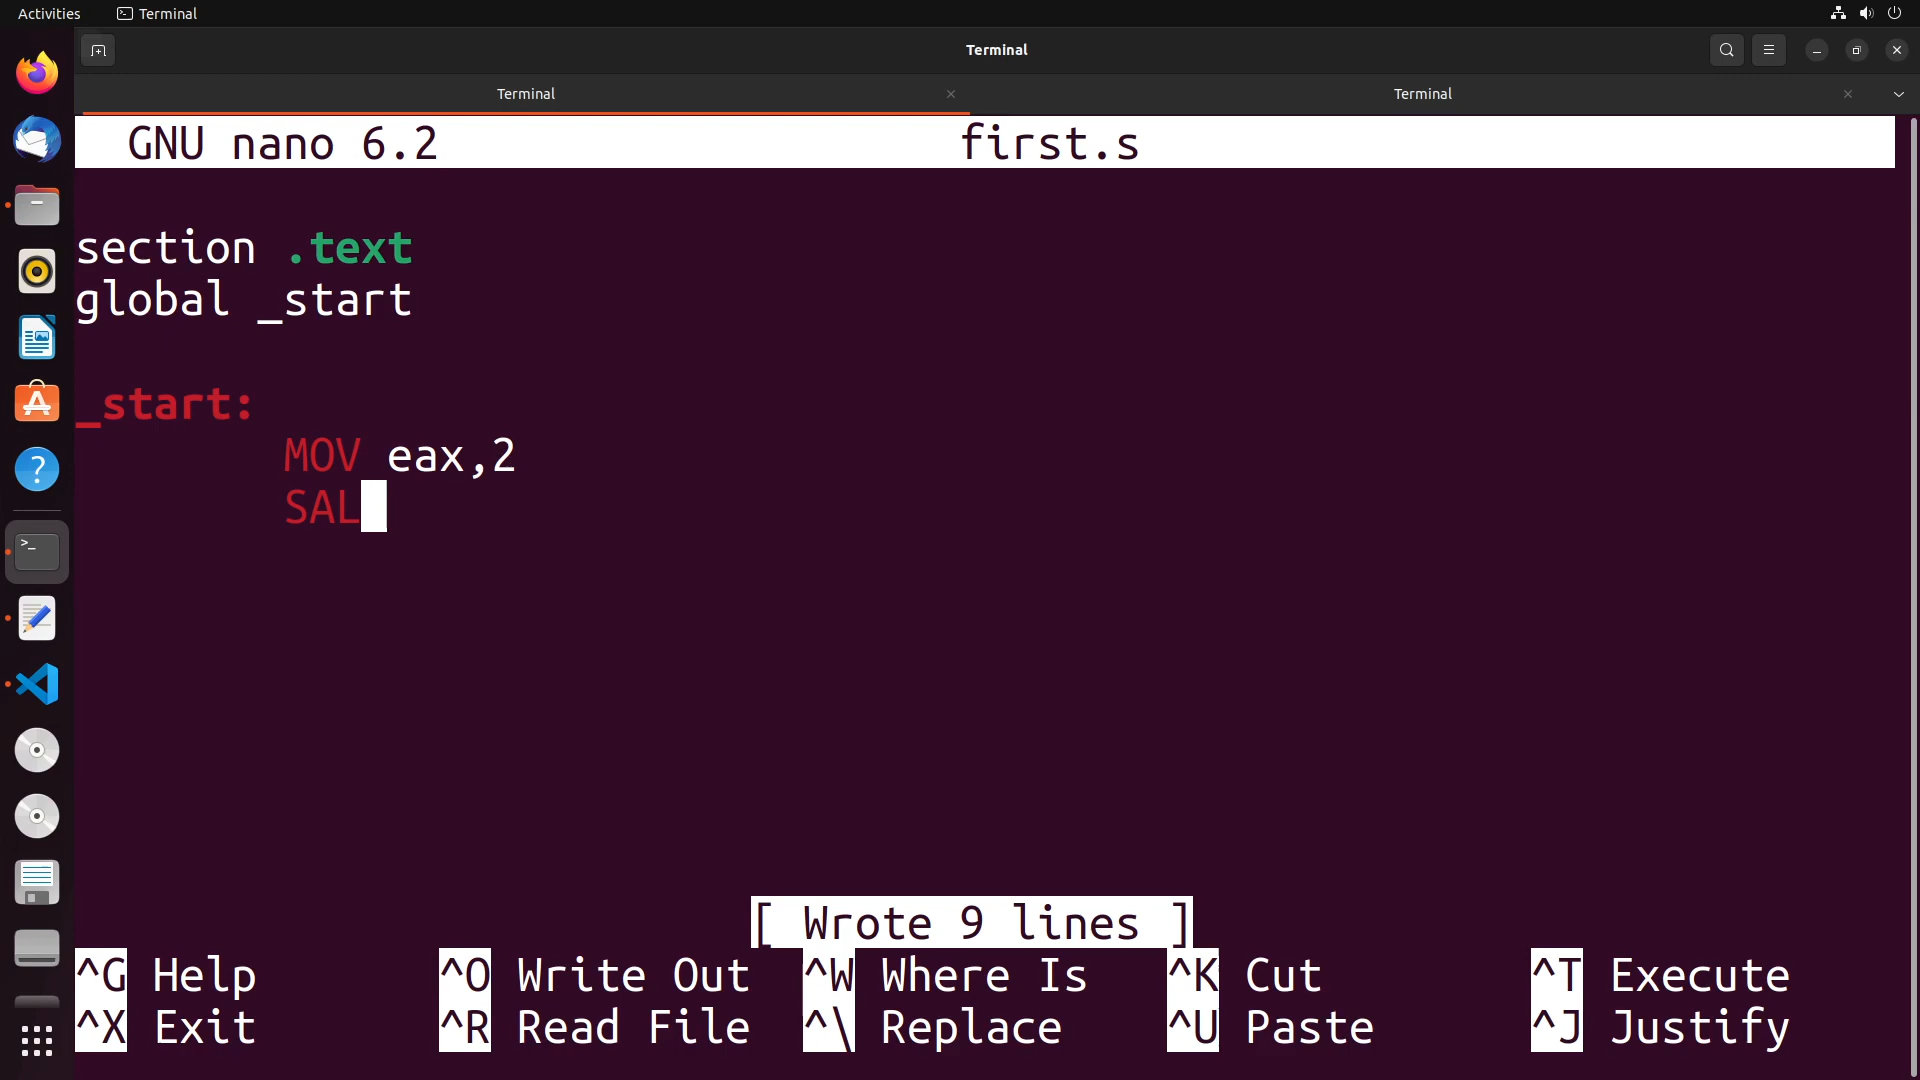 Activities Terminal
Terminal
Terminal Terminal
GNU nano 6.2 first.s
section .text
global _start
_start:
MOV eax,2
SAL
[ Wrote 9 lines ]
^G Help ^O Write Out ^W Where Is ^K Cut ^T Execute
^X Exit ^R Read File ^\ Replace ^U Paste ^J Justify